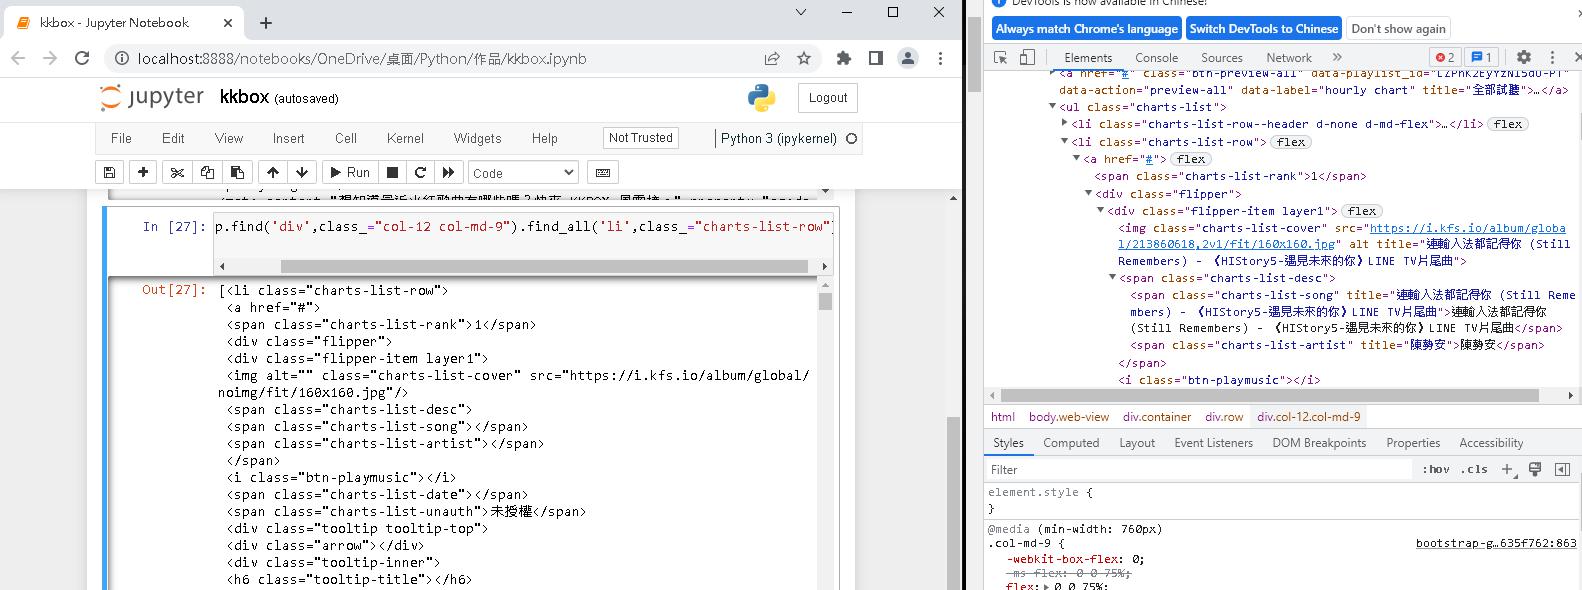 kkbox - Jupyter Notebook
localhost:8888/notebooks/OneDrive/桌面/Python/作品/kkbox.ipynb
jupyter kkbox (autosaved)
Logout
File Edit View Insert Cell Kernel Widgets Help Not Trusted Python 3 (ipykernel)
Run Code
In [27]: p.find('div',class_="col-12 col-md-9").find_all('li',class_="charts-list-row")
Out[27]: [<li class="charts-list-row">
<a href="#">
<span class="charts-list-rank">1</span>
<div class="flipper">
<div class="flipper-item layer1">
<img alt="" class="charts-list-cover" src="https://i.kfs.io/album/global/
noimg/fit/160x160.jpg"/>
<span class="charts-list-desc">
<span class="charts-list-song"></span>
<span class="charts-list-artist"></span>
</span>
<i class="btn-playmusic"></i>
<span class="charts-list-date"></span>
<span class="charts-list-unauth">未授權</span>
<div class="tooltip tooltip-top">
<div class="arrow"></div>
<div class="tooltip-inner">
<h6 class="tooltip-title"></h6>
DevTools is now available in Chinese!
Always match Chrome's language Switch DevTools to Chinese Don't show again
Elements Console Sources Network 2 1
<a href="#" class="btn-preview-all" data-playlist_id="LZPhK2EyYzN15dU-PT"
data-action="preview-all" data-label="hourly chart" title="全部試聽">…</a>
<ul class="charts-list">
<li class="charts-list-row--header d-none d-md-flex">…</li> flex
<li class="charts-list-row"> flex
<a href="#"> flex
<span class="charts-list-rank">1</span>
<div class="flipper">
<div class="flipper-item layer1"> flex
<img class="charts-list-cover" src="https://i.kfs.io/album/globa
l/213860618,2v1/fit/160x160.jpg" alt title="連輸入法都記得你 (Still
Remembers) - 《HIStory5-遇見未來的你》LINE TV片尾曲">
<span class="charts-list-desc">
<span class="charts-list-song" title="連輸入法都記得你 (Still Reme
mbers) - 《HIStory5-遇見未來的你》LINE TV片尾曲">連輸入法都記得你
(Still Remembers) - 《HIStory5-遇見未來的你》LINE TV片尾曲</span>
<span class="charts-list-artist" title="陳勢安">陳勢安</span>
</span>
<i class="btn-playmusic"></i>
html body.web-view div.container div.row div.col-12.col-md-9
Styles Computed Layout Event Listeners DOM Breakpoints Properties Accessibility
Filter :hov .cls
element.style {
}
@media (min-width: 760px)
.col-md-9 { bootstrap-g…635f762:863
-webkit-box-flex: 0;
-ms-flex: 0 0 75%;
flex: 0 0 75%;